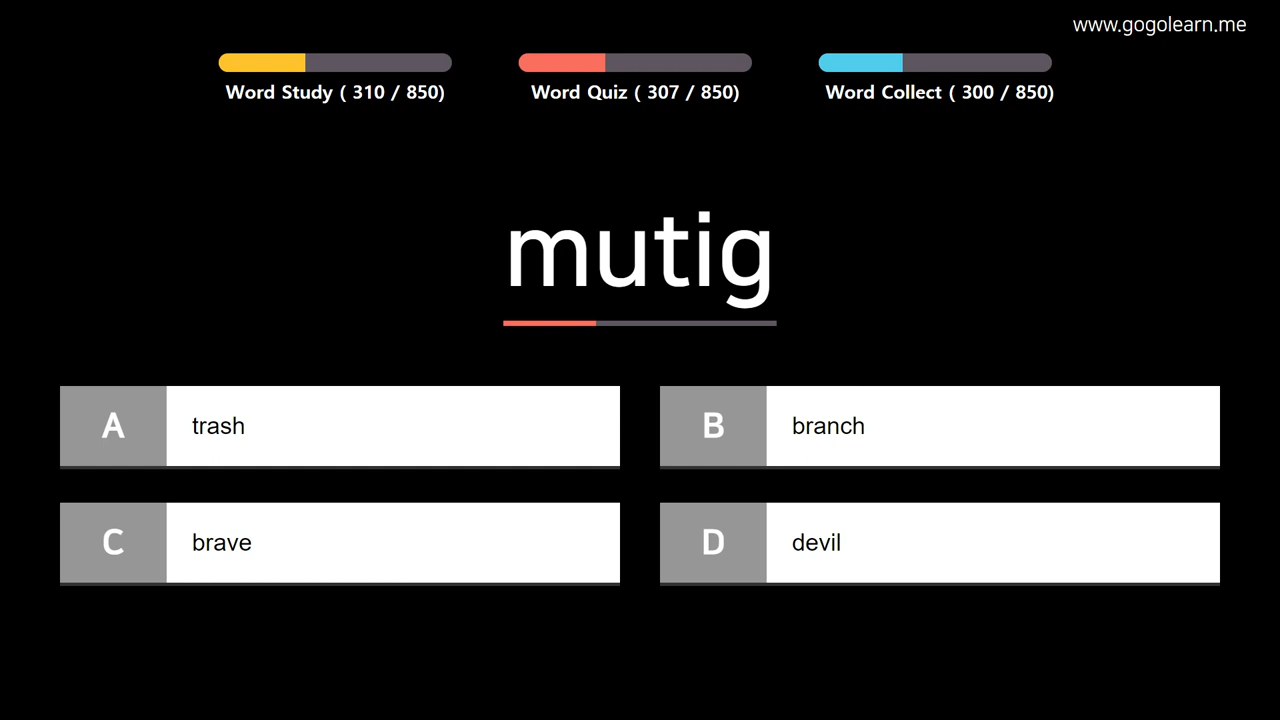 www.gogolearn.me
Word Study ( 310 / 850)
Word Quiz ( 307 / 850)
Word Collect ( 300 / 850)
mutig
A trash
B branch
C brave
D devil